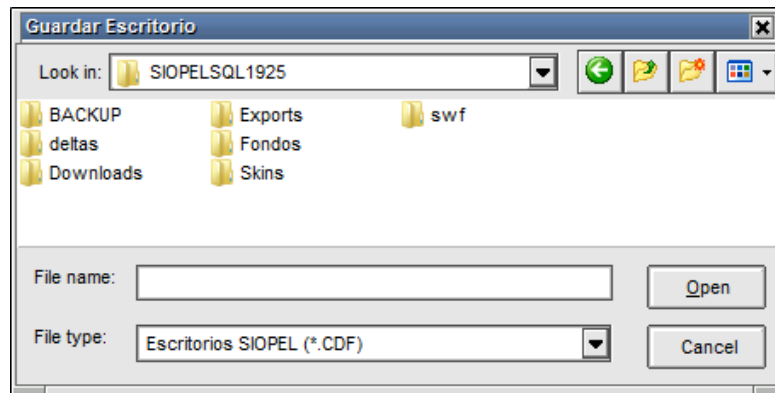 Guardar Escritorio
Look in: SIOPELSQL1925
BACKUP Exports swf
deltas Fondos
Downloads Skins
File name: Open
File type: Escritorios SIOPEL (*.CDF) Cancel